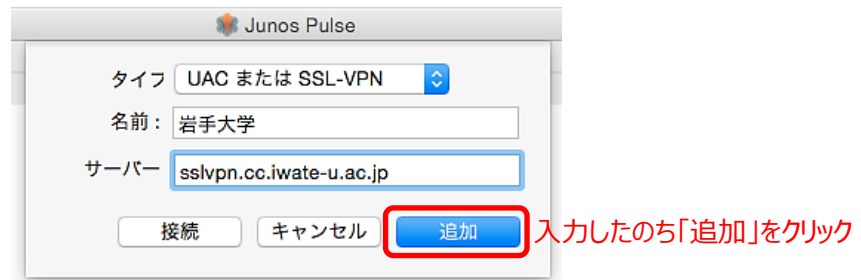 Junos Pulse
タイプ UAC または SSL-VPN
名前： 岩手大学
サーバー sslvpn.cc.iwate-u.ac.jp
接続 キャンセル 追加 入力したのち「追加」をクリック